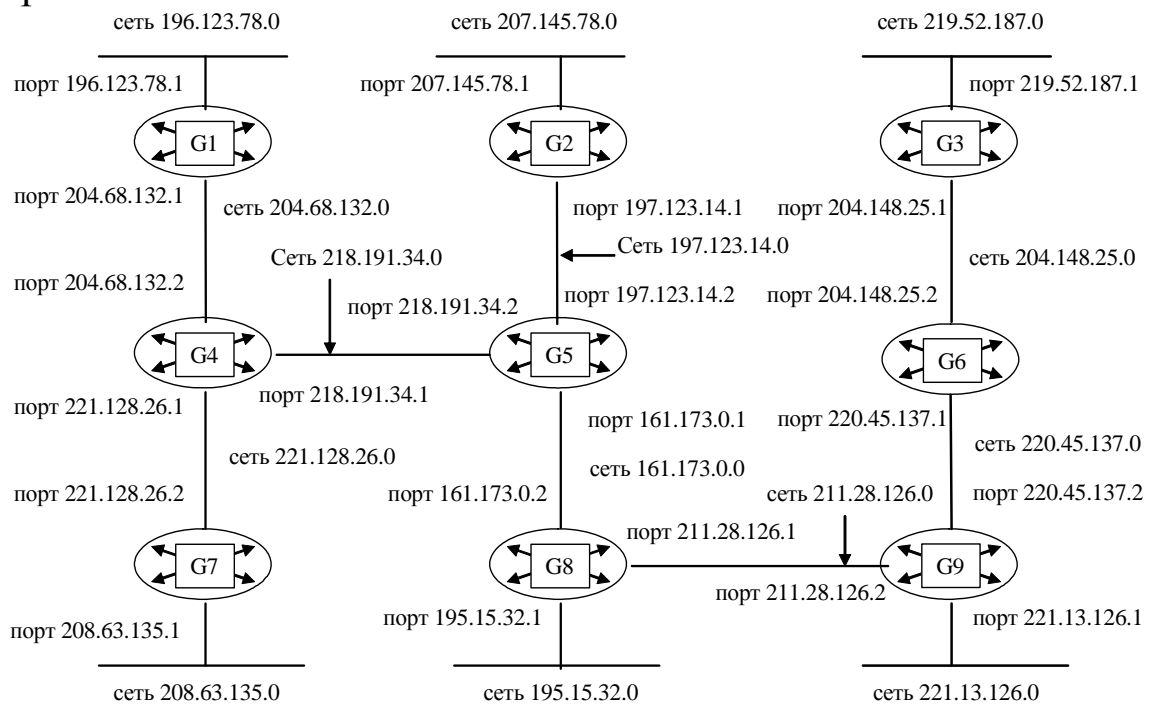 сеть 196.123.78.0
сеть 207.145.78.0
сеть 219.52.187.0
порт 196.123.78.1
порт 207.145.78.1
порт 219.52.187.1
G1
G2
G3
порт 204.68.132.1
сеть 204.68.132.0
порт 197.123.14.1
порт 204.148.25.1
Сеть 218.191.34.0
Сеть 197.123.14.0
сеть 204.148.25.0
порт 204.68.132.2
порт 218.191.34.2
порт 197.123.14.2
порт 204.148.25.2
G4
G5
G6
порт 221.128.26.1
порт 218.191.34.1
порт 161.173.0.1
порт 220.45.137.1
сеть 221.128.26.0
сеть 161.173.0.0
сеть 220.45.137.0
порт 221.128.26.2
порт 161.173.0.2
сеть 211.28.126.0
порт 220.45.137.2
порт 211.28.126.1
G7
G8
G9
порт 208.63.135.1
порт 195.15.32.1
порт 211.28.126.2
порт 221.13.126.1
сеть 208.63.135.0
сеть 195.15.32.0
сеть 221.13.126.0